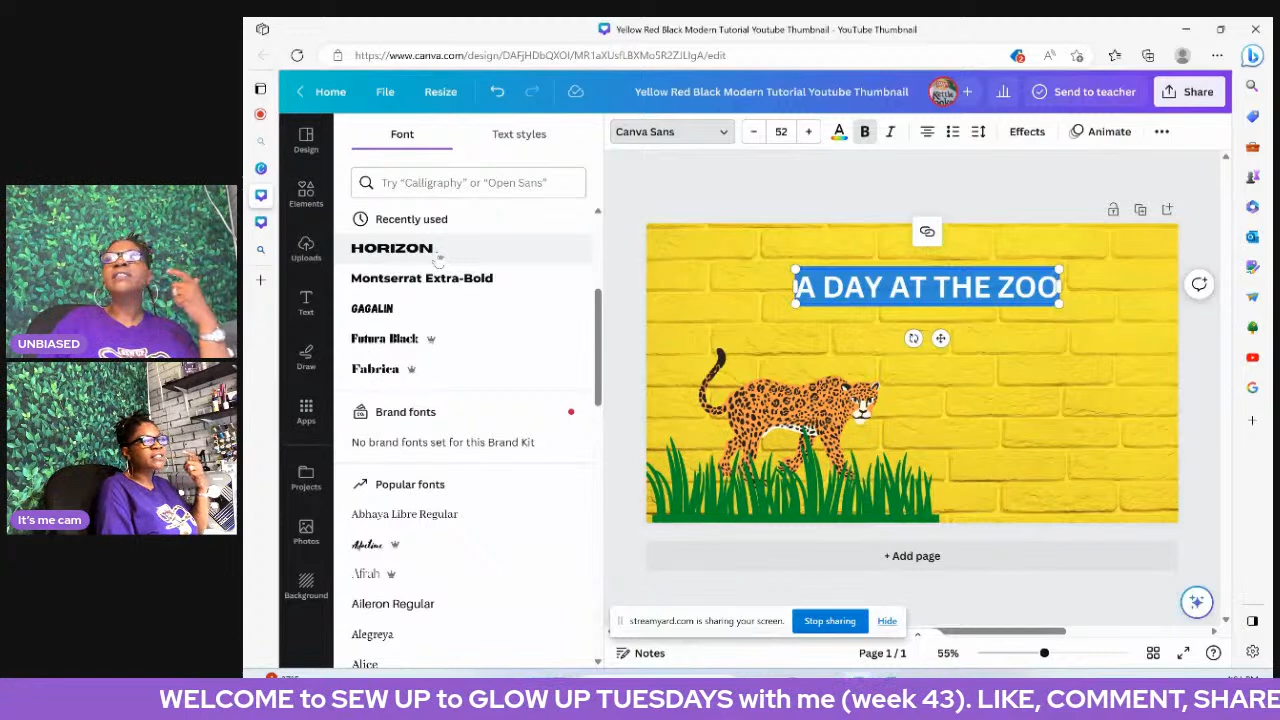 Yellow Red Black Modern Tutorial Youtube Thumbnail - YouTube Thumbnail
https://www.canva.com/design/DAFjHDbQXOI/MR1aXUsfLBXMo5R2ZJLlgA/edit
Home File Resize Yellow Red Black Modern Tutorial Youtube Thumbnail Send to teacher Share
Font Text styles
Canva Sans 52 A B I Effects Animate
Try “Calligraphy” or “Open Sans”
Design
Elements
Uploads
Text
Draw
Apps
Projects
Photos
Background
Recently used
HORIZON
Montserrat Extra-Bold
GAGALIN
Futura Black
Fabrica
Brand fonts
No brand fonts set for this Brand Kit
Popular fonts
Abhaya Libre Regular
Afrah
Aileron Regular
Alegreya
Alice
A DAY AT THE ZOO
+ Add page
streamyard.com is sharing your screen. Stop sharing Hide
Notes Page 1 / 1 55%
UNBIASED
It's me cam
WELCOME to SEW UP to GLOW UP TUESDAYS with me (week 43). LIKE, COMMENT, SHARE